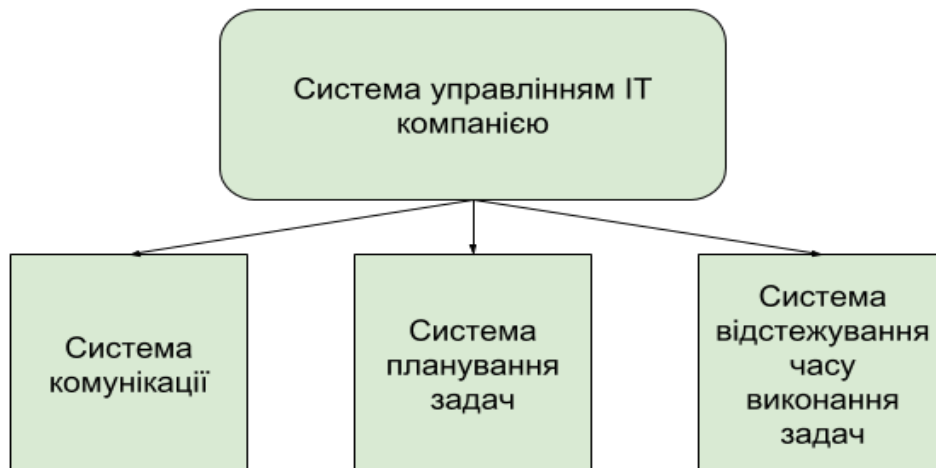 Система управлінням ІТ
компанією
Система
комунікації
Система
планування
задач
Система
відстежування
часу
виконання
задач